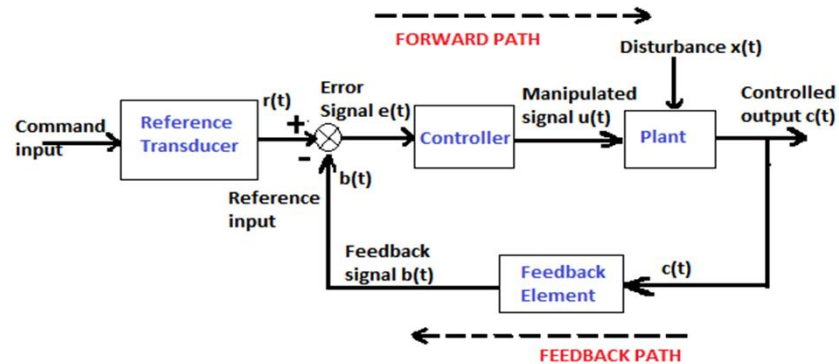 FORWARD PATH
Disturbance x(t)
Error
Signal e(t)
Manipulated
signal u(t)
Controlled
output c(t)
r(t)
Command
input
Reference
Transducer
+
-
Controller
Plant
b(t)
Reference
input
Feedback
signal b(t)
Feedback
Element
c(t)
FEEDBACK PATH